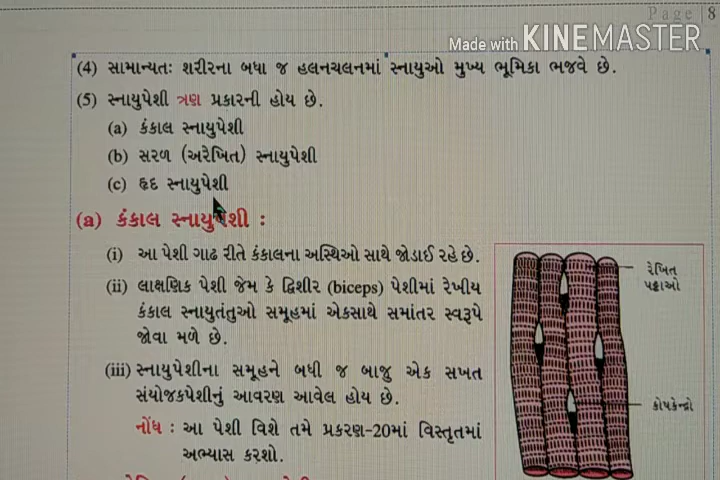 Page | 8
Made with KINEMASTER
(4) સામાન્યતઃ શરીરના બધા જ હલનચલનમાં સ્નાયુઓ મુખ્ય ભૂમિકા ભજવે છે.
(5) સ્નાયુપેશી ત્રણ પ્રકારની હોય છે.
(a) કંકાલ સ્નાયુપેશી
(b) સરળ (અરેખિત) સ્નાયુપેશી
(c) હૃદ સ્નાયુપેશી
(a) કંકાલ સ્નાયુપેશી :
(i) આ પેશી ગાઢ રીતે કંકાલના અસ્થિઓ સાથે જોડાઈ રહે છે.
(ii) લાક્ષણિક પેશી જેમ કે દ્વિશીર (biceps) પેશીમાં રેખીય
કંકાલ સ્નાયુતંતુઓ સમૂહમાં એકસાથે સમાંતર સ્વરૂપે
જોવા મળે છે.
(iii) સ્નાયુપેશીના સમૂહને બધી જ બાજુ એક સખત
સંયોજકપેશીનું આવરણ આવેલ હોય છે.
નોંધ : આ પેશી વિશે તમે પ્રકરણ-20માં વિસ્તૃતમાં
અભ્યાસ કરશો.
રેખિત
પટ્ટાઓ
કોષકેન્દ્રો